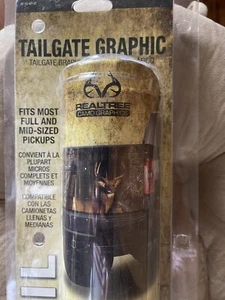 TAILGATE GRAPHIC
REALTREE
CAMO GRAPHICS
FITS MOST
FULL AND
MID-SIZED
PICKUPS
CONVIENT À LA
PLUPART
MICROS
COMPLETS ET
MOYENNES
COMPATIBLE
CON LAS
CAMIONETAS
LLENAS Y
MEDIANAS